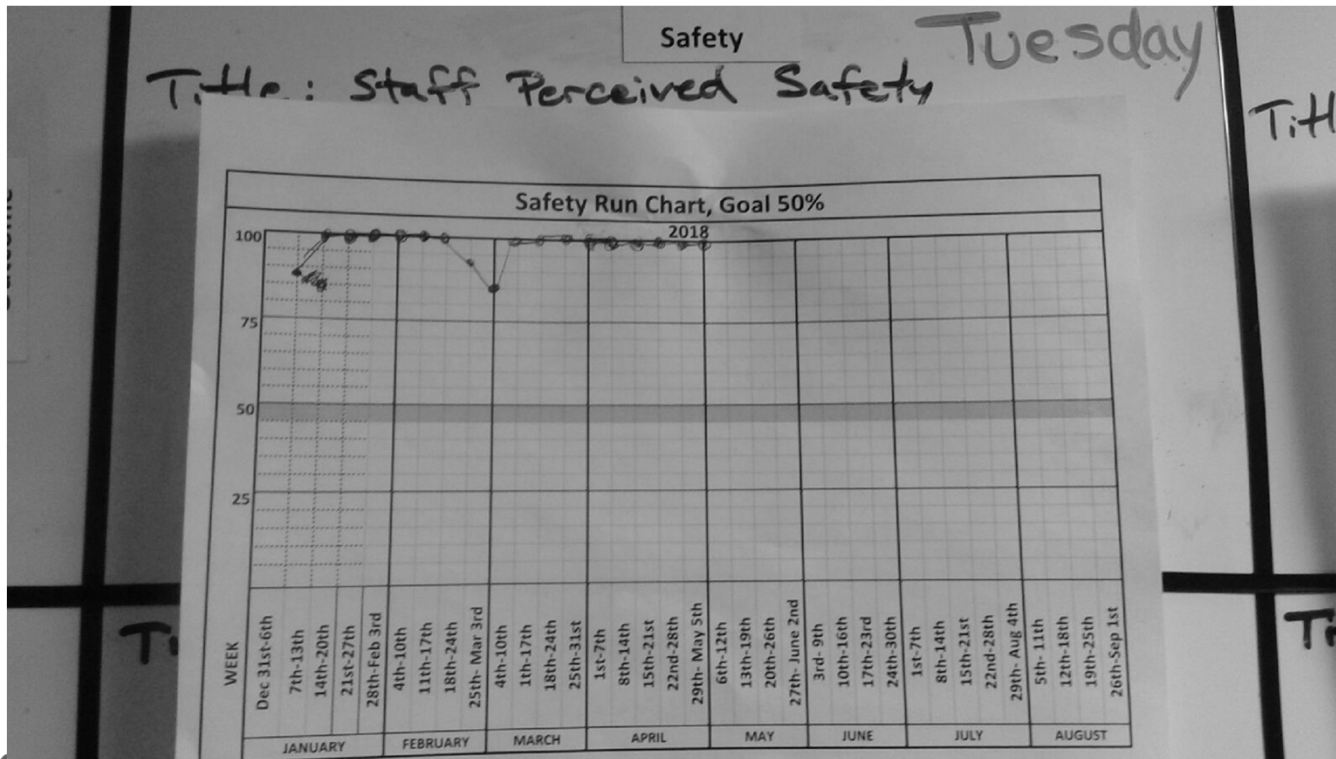 Safety
Tuesday
Title: Staff Perceived Safety
Titl
Safety Run Chart, Goal 50%
2018
100
75
50
25
WEEK
Dec 31st-6th
7th-13th
14th-20th
21st-27th
28th-Feb 3rd
4th-10th
11th-17th
18th-24th
25th- Mar 3rd
4th-10th
1th-17th
18th-24th
25th-31st
1st-7th
8th-14th
15th-21st
22nd-28th
29th- May 5th
6th-12th
13th-19th
20th-26th
27th- June 2nd
3rd- 9th
10th-16th
17th-23rd
24th-30th
1st-7th
8th-14th
15th-21st
22nd-28th
29th- Aug 4th
5th- 11th
12th-18th
19th-25th
26th-Sep 1st
JANUARY
FEBRUARY
MARCH
APRIL
MAY
JUNE
JULY
AUGUST
Ti
Ti